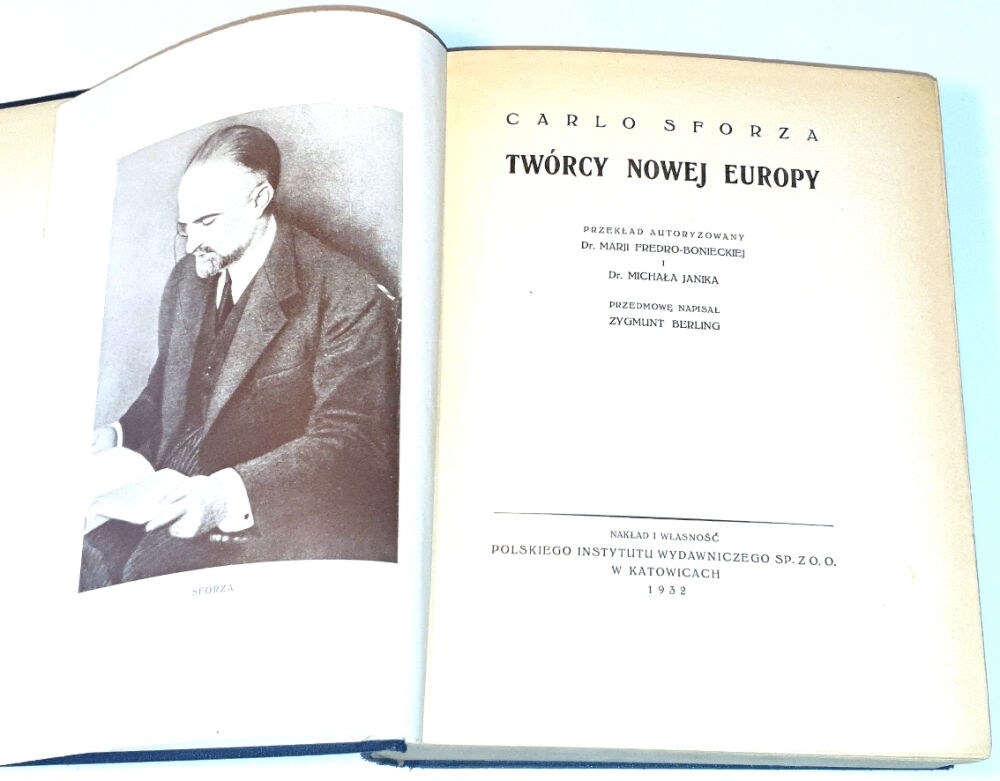 SFORZA
CARLO SFORZA
TWÓRCY NOWEJ EUROPY
PRZEKŁAD AUTORYZOWANY
Dr. MARJI FREDRO-BONIECKIEJ
I
Dr. MICHAŁA JANIKA
PRZEDMOWĘ NAPISAŁ
ZYGMUNT BERLING
NAKŁAD I WŁASNOŚĆ
POLSKIEGO INSTYTUTU WYDAWNICZEGO SP. Z O. O.
W KATOWICACH
1932